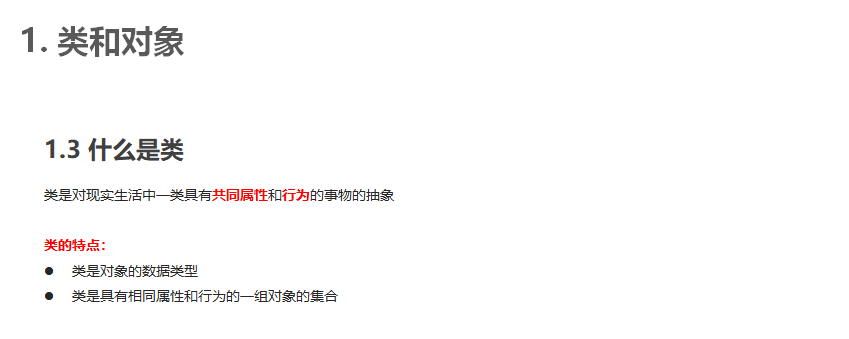 1. 类和对象
1.3 什么是类
类是对现实生活中一类具有共同属性和行为的事物的抽象
类的特点：
● 类是对象的数据类型
● 类是具有相同属性和行为的一组对象的集合